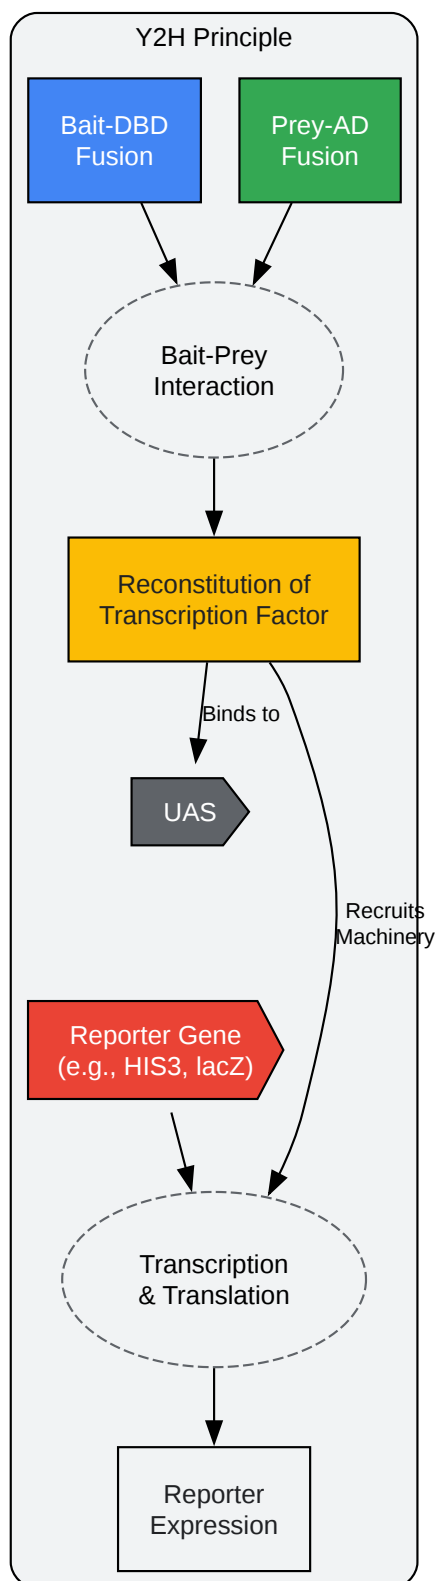 Y2H Principle
Bait-DBD
Fusion
Prey-AD
Fusion
Bait-Prey
Interaction
Reconstitution of
Transcription Factor
Binds to
UAS
Recruits
Machinery
Reporter Gene
(e.g., HIS3, lacZ)
Transcription
& Translation
Reporter
Expression